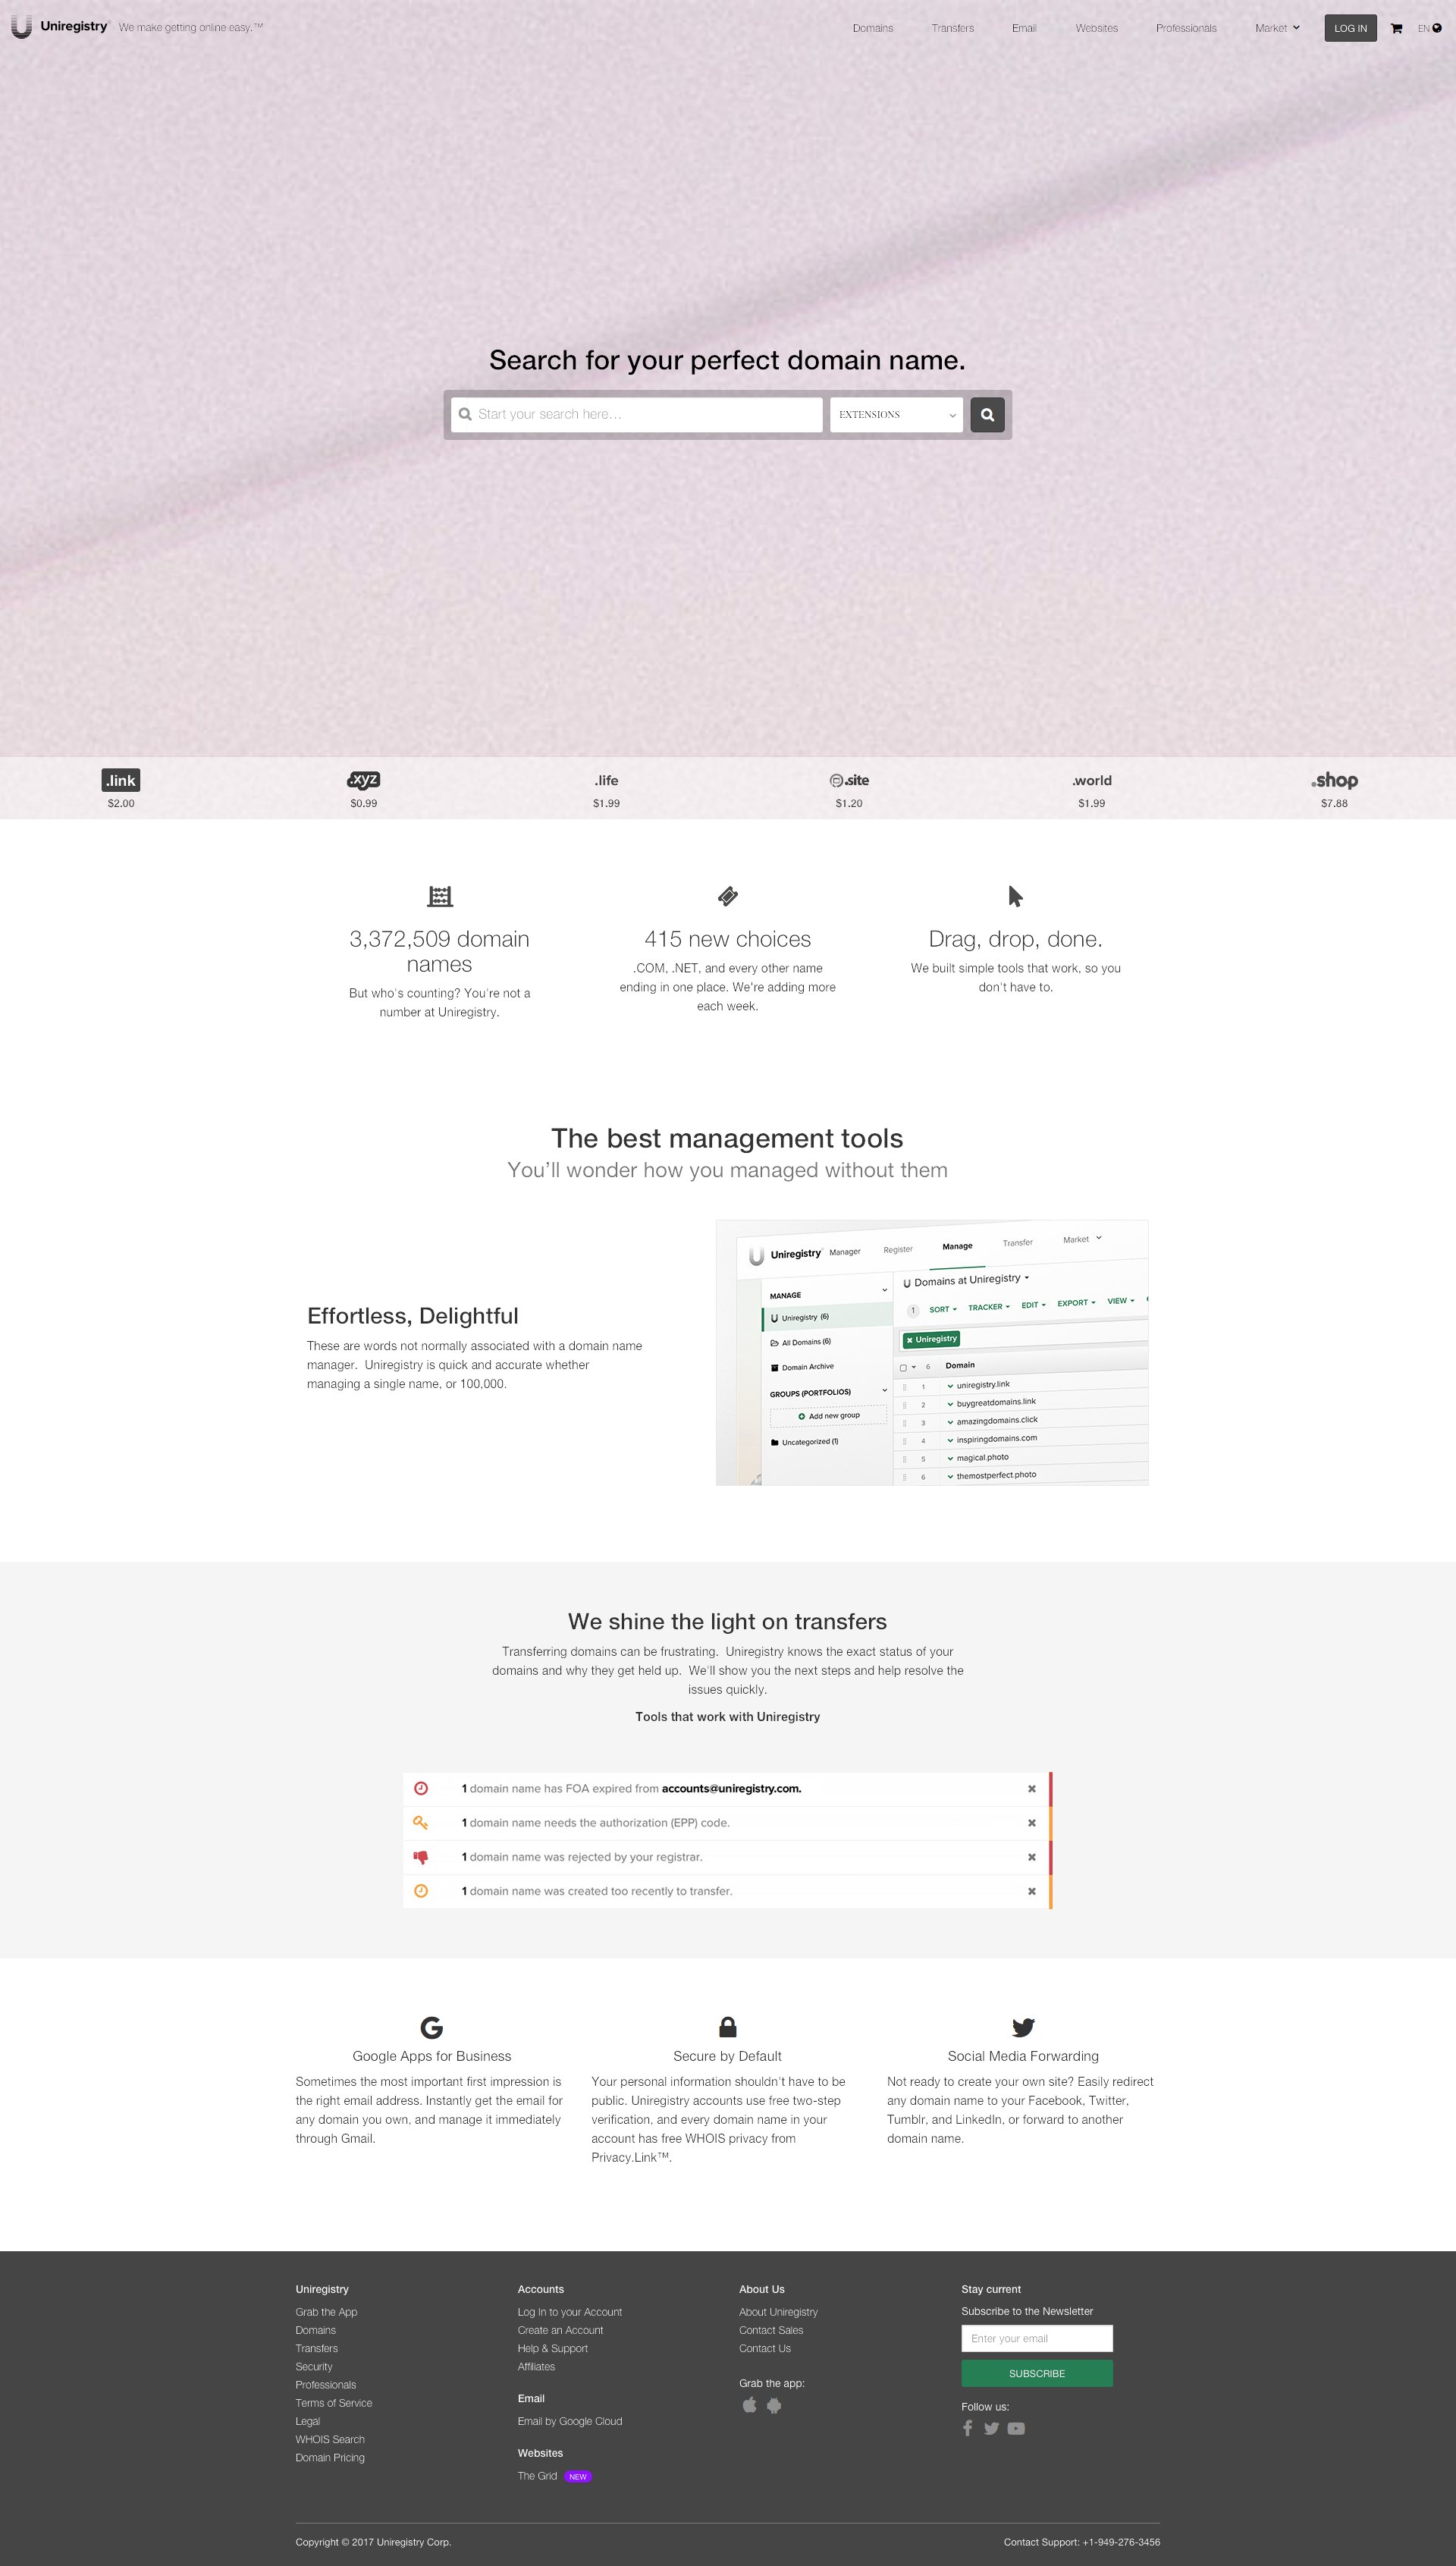 Uniregistry We make getting online easy.™
Domains Transfers Email Websites Professionals Market LOG IN EN
Search for your perfect domain name.
Start your search here... EXTENSIONS
.link .xyz .life .site .world .shop
$2.00 $0.99 $1.99 $1.20 $1.99 $7.88
3,372,509 domain
names
But who's counting? You're not a
number at Uniregistry.
415 new choices
.COM, .NET, and every other name
ending in one place. We're adding more
each week.
Drag, drop, done.
We built simple tools that work, so you
don't have to.
The best management tools
You'll wonder how you managed without them
Effortless, Delightful
These are words not normally associated with a domain name
manager. Uniregistry is quick and accurate whether
managing a single name, or 100,000.
Uniregistry Manager Register Manage Transfer Market
MANAGE
Uniregistry (6)
All Domains (6)
Domain Archive
GROUPS (PORTFOLIOS)
Add new group
Uncategorized (1)
Domains at Uniregistry
1 SORT TRACKER EDIT EXPORT VIEW
Uniregistry
6 Domain
1 uniregistry.link
2 buygreatdomains.link
3 amazingdomains.click
4 inspiringdomains.com
5 magical.photo
6 themostperfect.photo
We shine the light on transfers
Transferring domains can be frustrating. Uniregistry knows the exact status of your
domains and why they get held up. We'll show you the next steps and help resolve the
issues quickly.
Tools that work with Uniregistry
1 domain name has FOA expired from accounts@uniregistry.com.
1 domain name needs the authorization (EPP) code.
1 domain name was rejected by your registrar.
1 domain name was created too recently to transfer.
Google Apps for Business
Sometimes the most important first impression is
the right email address. Instantly get the email for
any domain you own, and manage it immediately
through Gmail.
Secure by Default
Your personal information shouldn't have to be
public. Uniregistry accounts use free two-step
verification, and every domain name in your
account has free WHOIS privacy from
Privacy.Link™.
Social Media Forwarding
Not ready to create your own site? Easily redirect
any domain name to your Facebook, Twitter,
Tumblr, and LinkedIn, or forward to another
domain name.
Uniregistry
Grab the App
Domains
Transfers
Security
Professionals
Terms of Service
Legal
WHOIS Search
Domain Pricing
Accounts
Log In to your Account
Create an Account
Help & Support
Affiliates
Email
Email by Google Cloud
Websites
The Grid NEW
About Us
About Uniregistry
Contact Sales
Contact Us
Grab the app:
Stay current
Subscribe to the Newsletter
Enter your email
SUBSCRIBE
Follow us:
Copyright © 2017 Uniregistry Corp.
Contact Support: +1-949-276-3456